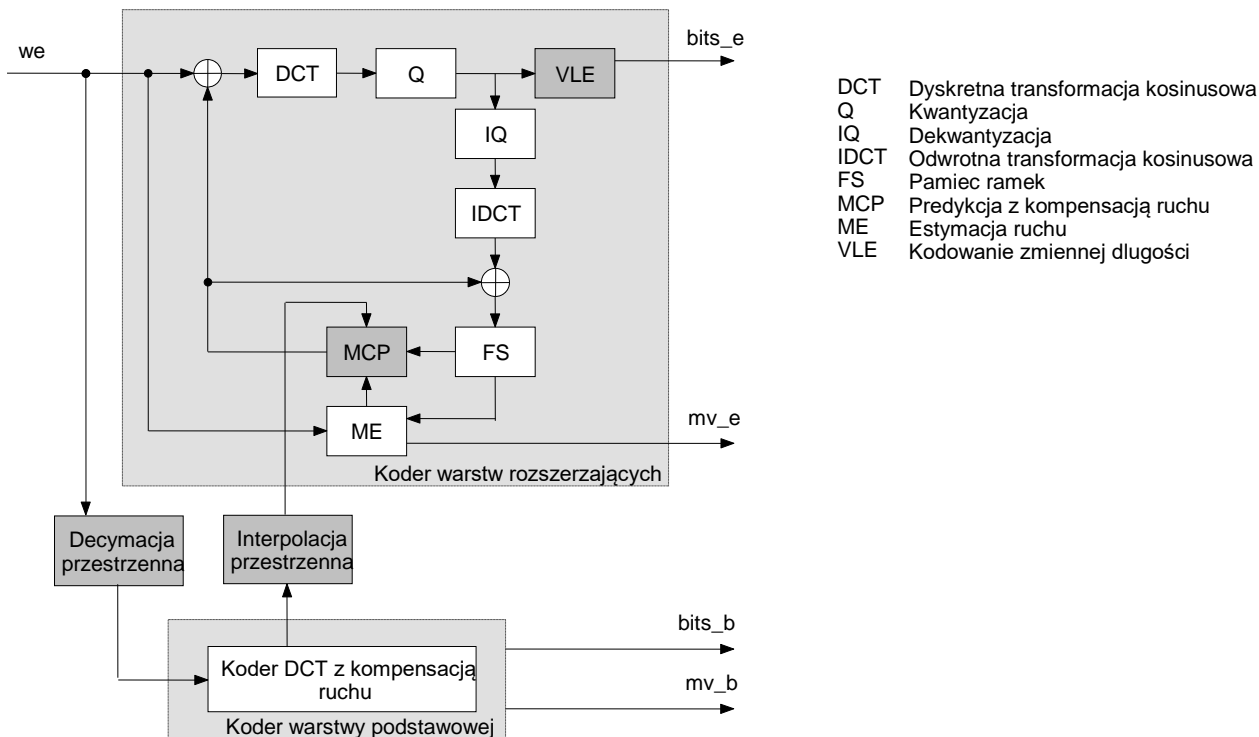 we
bits_e
DCT
Q
VLE
IQ
IDCT
MCP
FS
ME
mv_e
Koder warstw rozszerzających
Decymacja
przestrzenna
Interpolacja
przestrzenna
bits_b
Koder DCT z kompensacją
ruchu
mv_b
Koder warstwy podstawowej
DCT Dyskretna transformacja kosinusowa
Q Kwantyzacja
IQ Dekwantyzacja
IDCT Odwrotna transformacja kosinusowa
FS Pamiec ramek
MCP Predykcja z kompensacją ruchu
ME Estymacja ruchu
VLE Kodowanie zmiennej dlugości